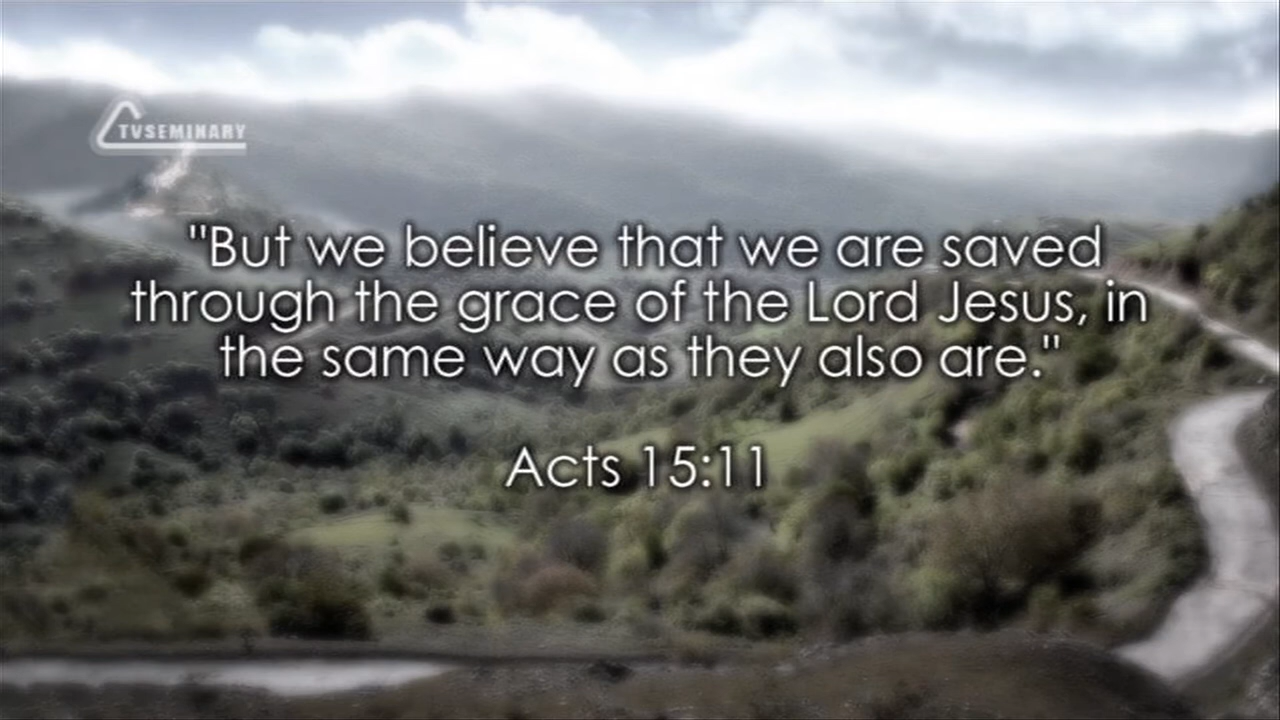 TVSEMINARY
"But we believe that we are saved
through the grace of the Lord Jesus, in
the same way as they also are."
Acts 15:11